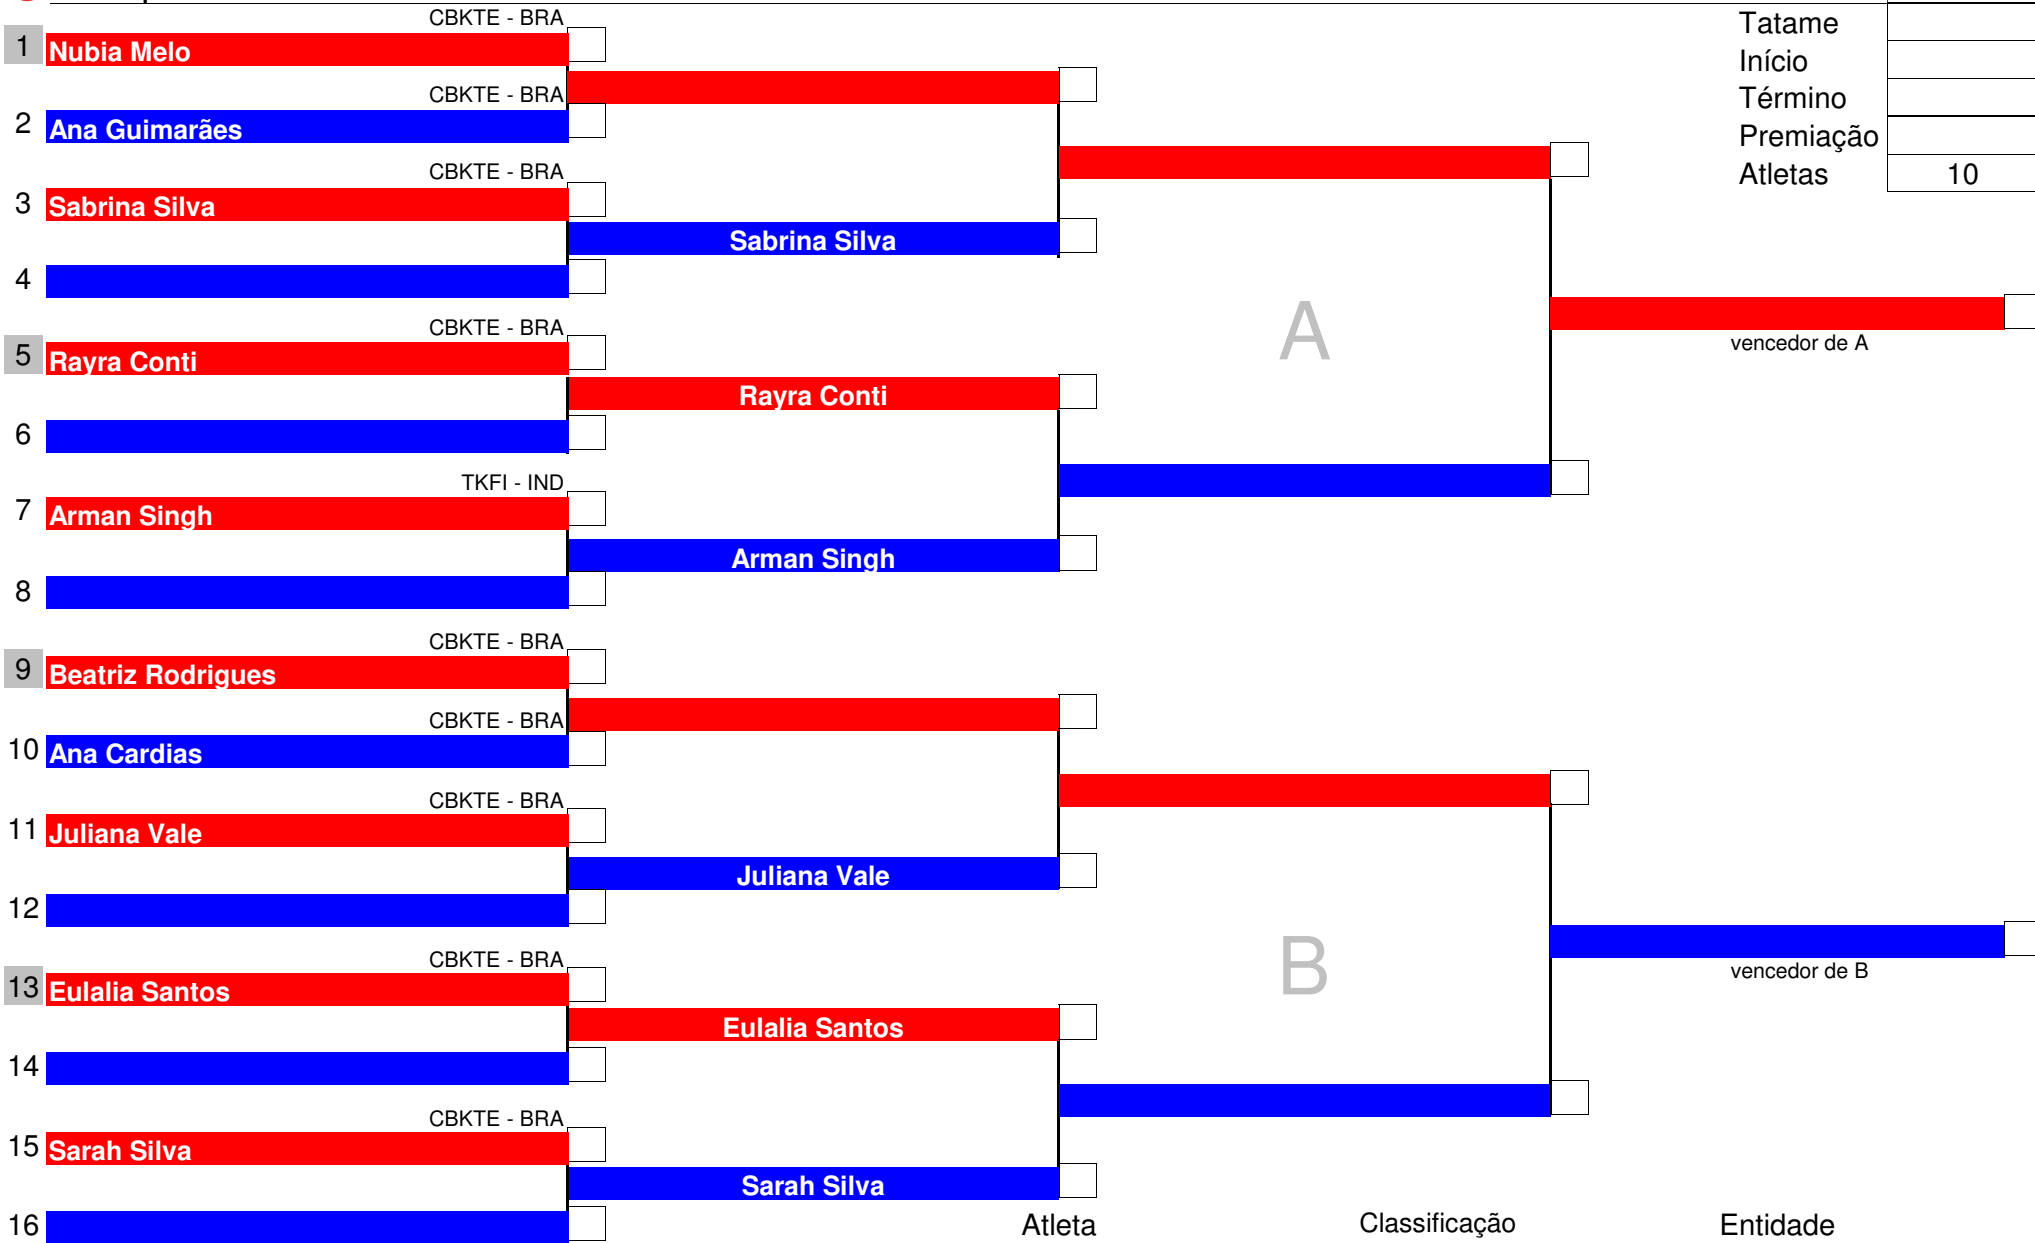 CBKTE - BRA
1 Nubia Melo
CBKTE - BRA
2 Ana Guimarães
CBKTE - BRA
3 Sabrina Silva
Sabrina Silva
4
CBKTE - BRA
5 Rayra Conti
Rayra Conti
6
TKFI - IND
7 Arman Singh
Arman Singh
8
CBKTE - BRA
9 Beatriz Rodrigues
CBKTE - BRA
10 Ana Cardias
CBKTE - BRA
11 Juliana Vale
Juliana Vale
12
CBKTE - BRA
13 Eulalia Santos
Eulalia Santos
14
CBKTE - BRA
15 Sarah Silva
Sarah Silva
16
A
B
Tatame
Início
Término
Premiação
Atletas 10
vencedor de A
vencedor de B
Atleta Classificação Entidade